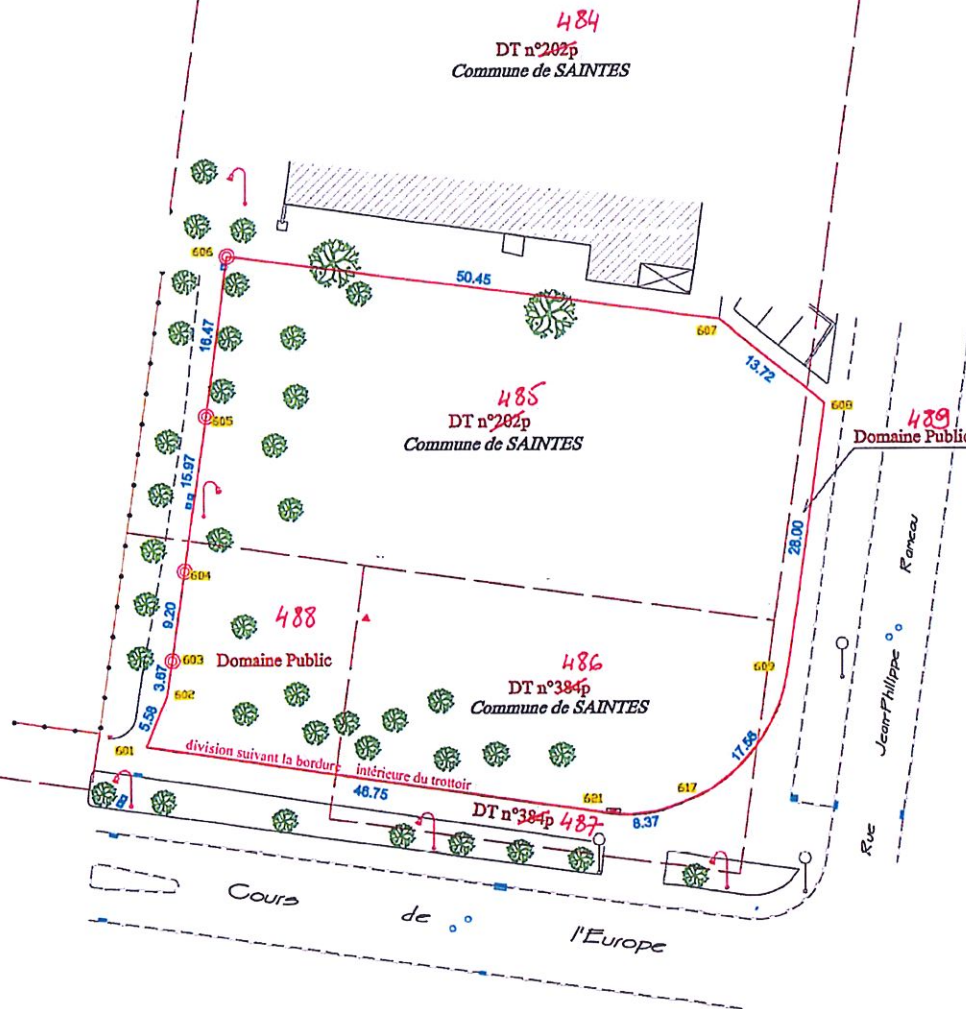 484
DT n°202p
Commune de SAINTES
606
50.45
607
16.47
13.72
608
485
DT n°202p
Commune de SAINTES
605
489
Domaine Public
15.97
28.00
Rameau
604
9.20
488
Domaine Public
603
3.67
602
5.58
601
486
DT n°384p
Commune de SAINTES
609
Jean Philippe
17.58
617
division suivant la bordure intérieure du trottoir
46.75
621
8.37
DT n°384p 487
Rue
Cours de l'Europe